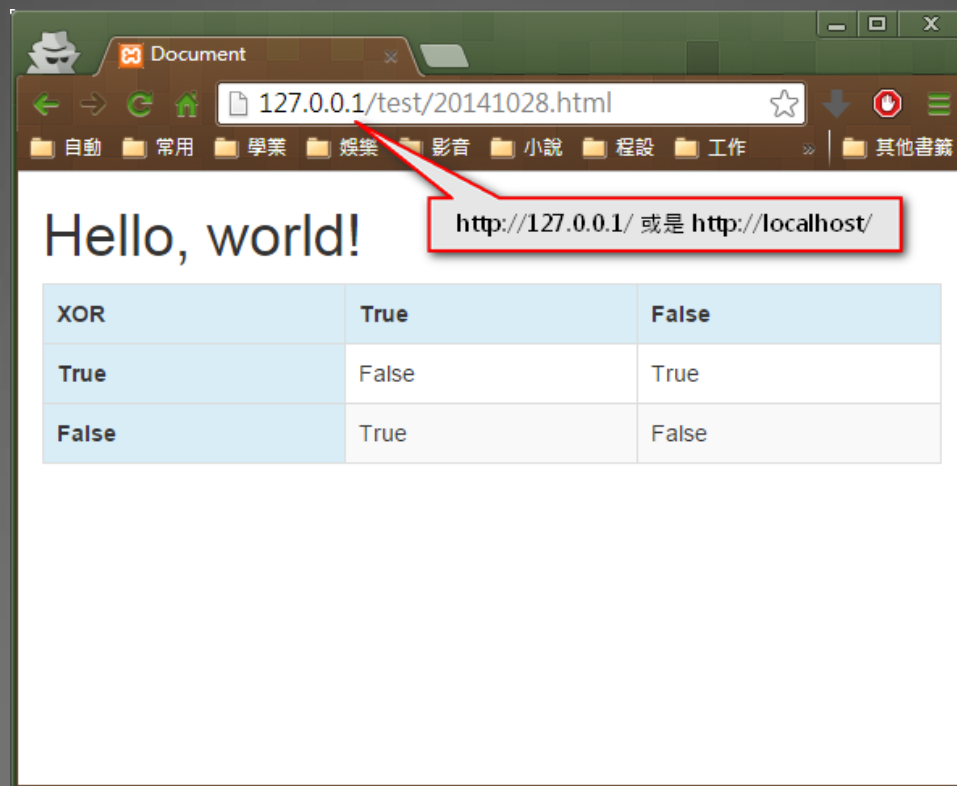 Document
127.0.0.1/test/20141028.html
自動 常用 學業 娛樂 影音 小說 程設 工作 » 其他書籤
http://127.0.0.1/ 或是 http://localhost/
Hello, world!
XOR True False
True False True
False True False